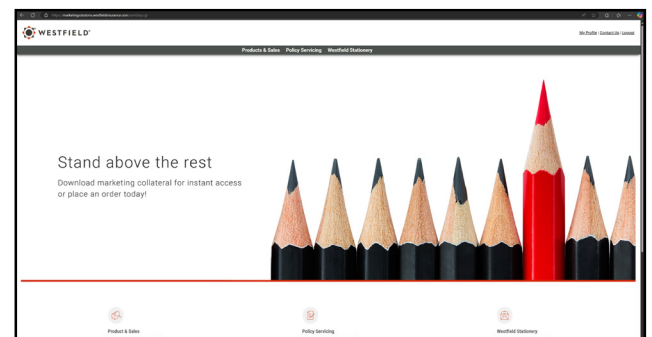 WESTFIELD
My Profile | Contact Us | Logout
Products & Sales Policy Servicing Westfield Stationery
Stand above the rest
Download marketing collateral for instant access
or place an order today!
Product & Sales
Policy Servicing
Westfield Stationery